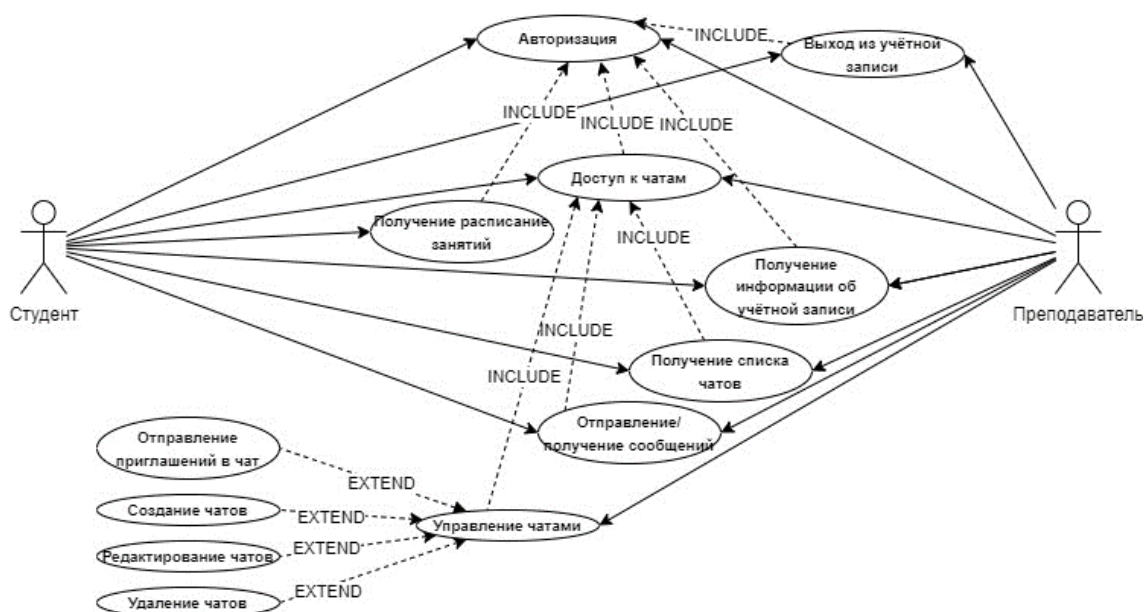 INCLUDE
Авторизация
Выход из учётной
записи
INCLUDE
INCLUDE
INCLUDE
Доступ к чатам
Получение расписание
занятий
INCLUDE
Получение
информации об
учётной записи
Студент
Преподаватель
INCLUDE
Получение списка
чатов
INCLUDE
Отправление/
получение сообщений
Отправление
приглашений в чат
EXTEND
Создание чатов
EXTEND
Управление чатами
Редактирование чатов
EXTEND
Удаление чатов
EXTEND